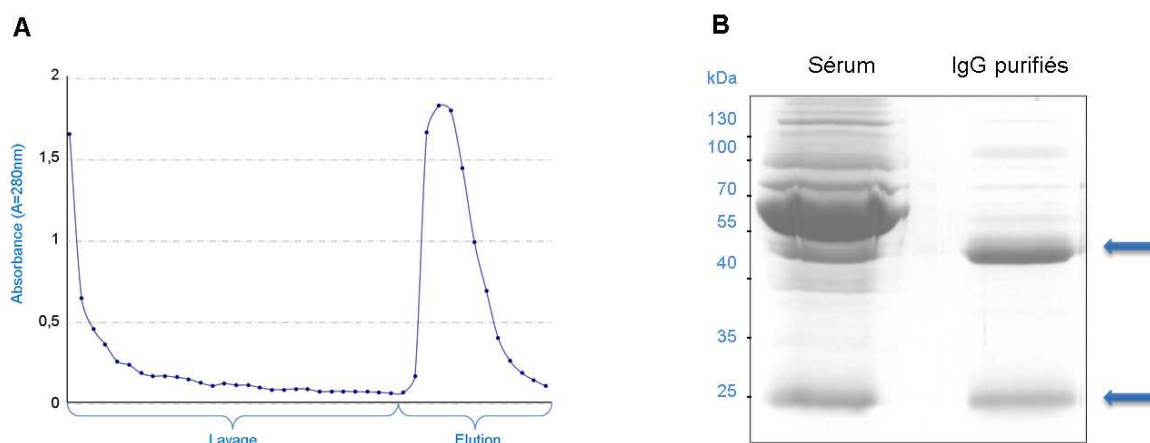 A
Absorbance (A=280nm)
2
1,5
1
0,5
0
Lavage
Elution
B
kDa
Sérum
IgG purifiés
130
100
70
55
40
35
25